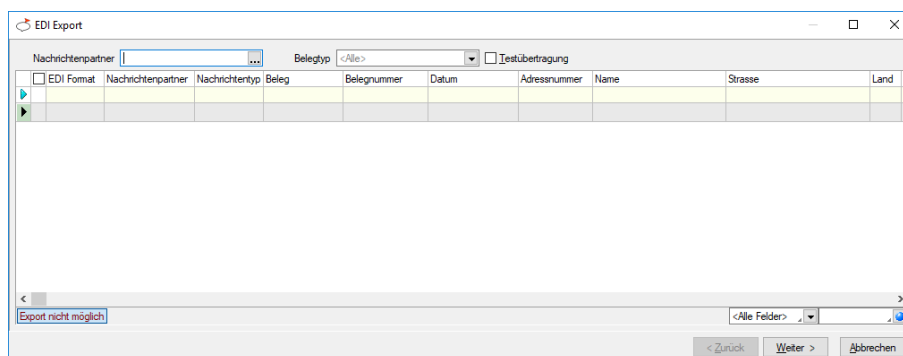 EDI Export
Nachrichtenpartner ... Belegtyp <Alle> Testübertragung
EDI Format Nachrichtenpartner Nachrichtentyp Beleg Belegnummer Datum Adressnummer Name Strasse Land
Export nicht möglich <Alle Felder>
< Zurück Weiter > Abbrechen